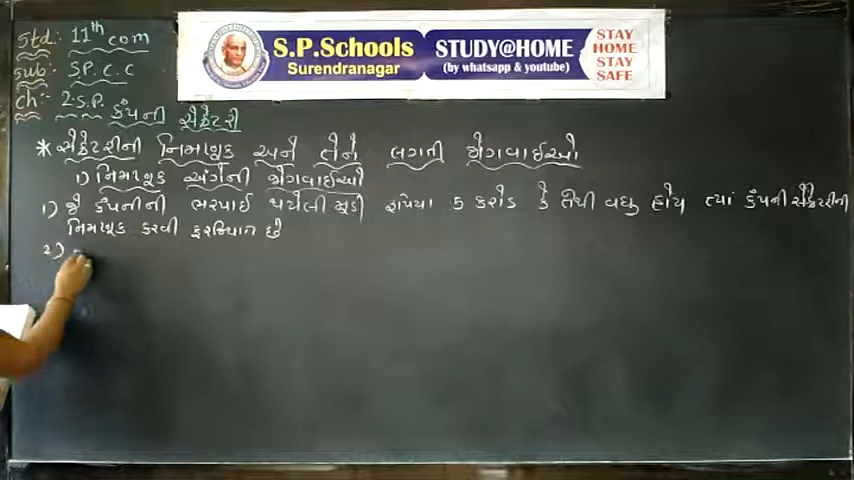 Std.: 11th com
Sub: S.P.C.C
Ch: 2. S.P. કંપની સેક્રેટરી
S.P.Schools
Surendranagar
STUDY@HOME
(by whatsapp & youtube)
STAY
HOME
STAY
SAFE
* સેક્રેટરીની નિમણૂક અને તેને લગતી જોગવાઈઓ
1) નિમણૂક અંગેની જોગવાઈઓ
1) જે કંપનીની ભરપાઈ થયેલી મૂડી રૂપિયા 5 કરોડ કે તેથી વધુ હોય ત્યાં કંપની સેક્રેટરીની
નિમણૂક કરવી ફરજિયાત છે
2)